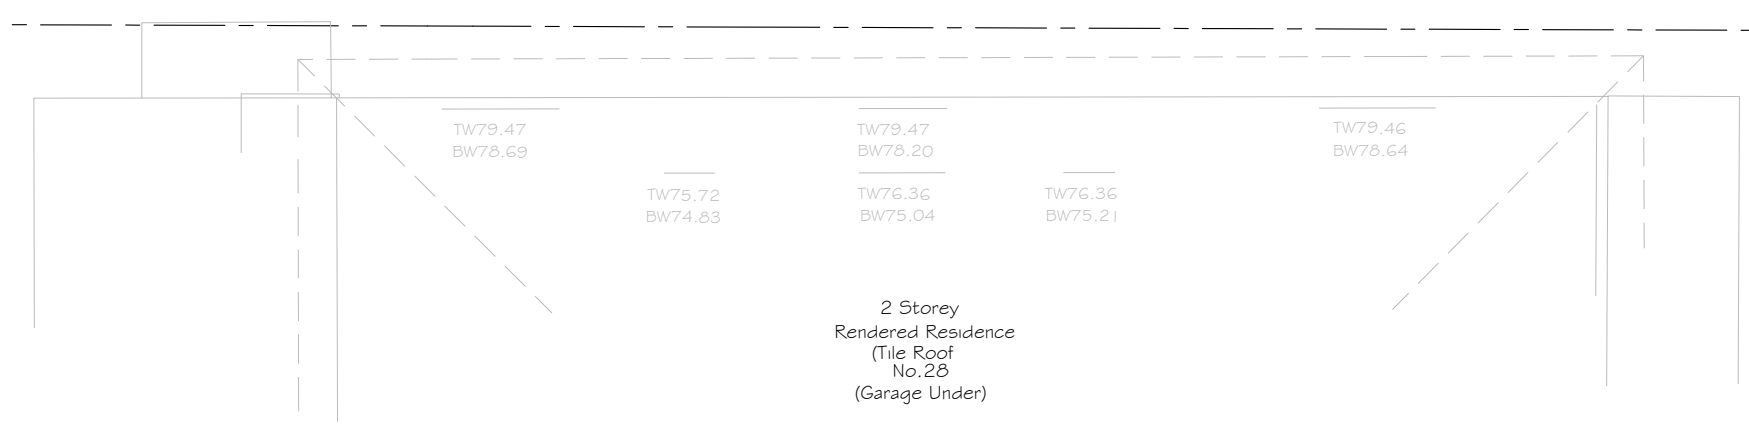 TW79.47
BW78.69
TW79.47
BW78.20
TW79.46
BW78.64
TW75.72
BW74.83
TW76.36
BW75.04
TW76.36
BW75.21
2 Storey
Rendered Residence
(Tile Roof
No.28
(Garage Under)